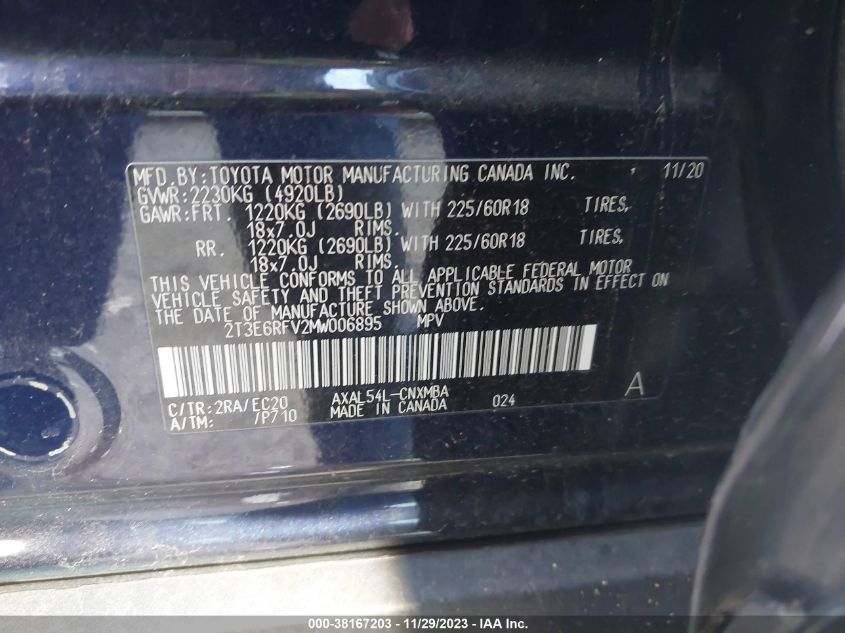 MFD.BY:TOYOTA MOTOR MANUFACTURING CANADA INC. 11/20
GVWR:2230KG (4920LB)
GAWR:FRT. 1220KG (2690LB) WITH 225/60R18 TIRES,
18x7.0J RIMS.
RR. 1220KG (2690LB) WITH 225/60R18 TIRES,
18x7.0J RIMS.
THIS VEHICLE CONFORMS TO ALL APPLICABLE FEDERAL MOTOR
VEHICLE SAFETY AND THEFT PREVENTION STANDARDS IN EFFECT ON
THE DATE OF MANUFACTURE SHOWN ABOVE.
2T3E6RFV2MW006895 MPV
C/TR:2RA/EC20 AXAL54L-CNXMBA 024 A
A/TM: /P710 MADE IN CANADA
000-38167203 - 11/29/2023 - IAA Inc.